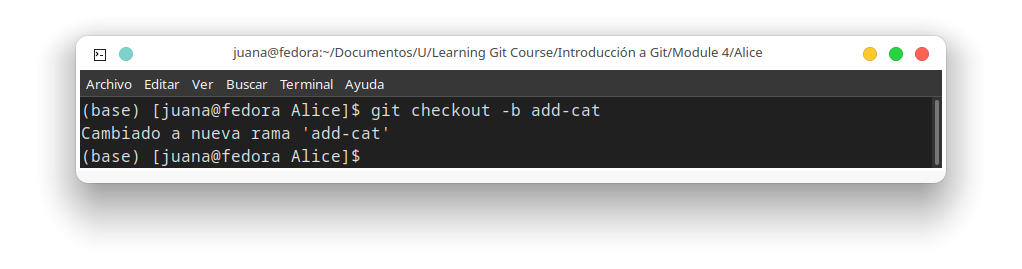 juana@fedora:~/Documentos/U/Learning Git Course/Introducción a Git/Module 4/Alice
Archivo Editar Ver Buscar Terminal Ayuda
(base) [juana@fedora Alice]$ git checkout -b add-cat
Cambiado a nueva rama 'add-cat'
(base) [juana@fedora Alice]$